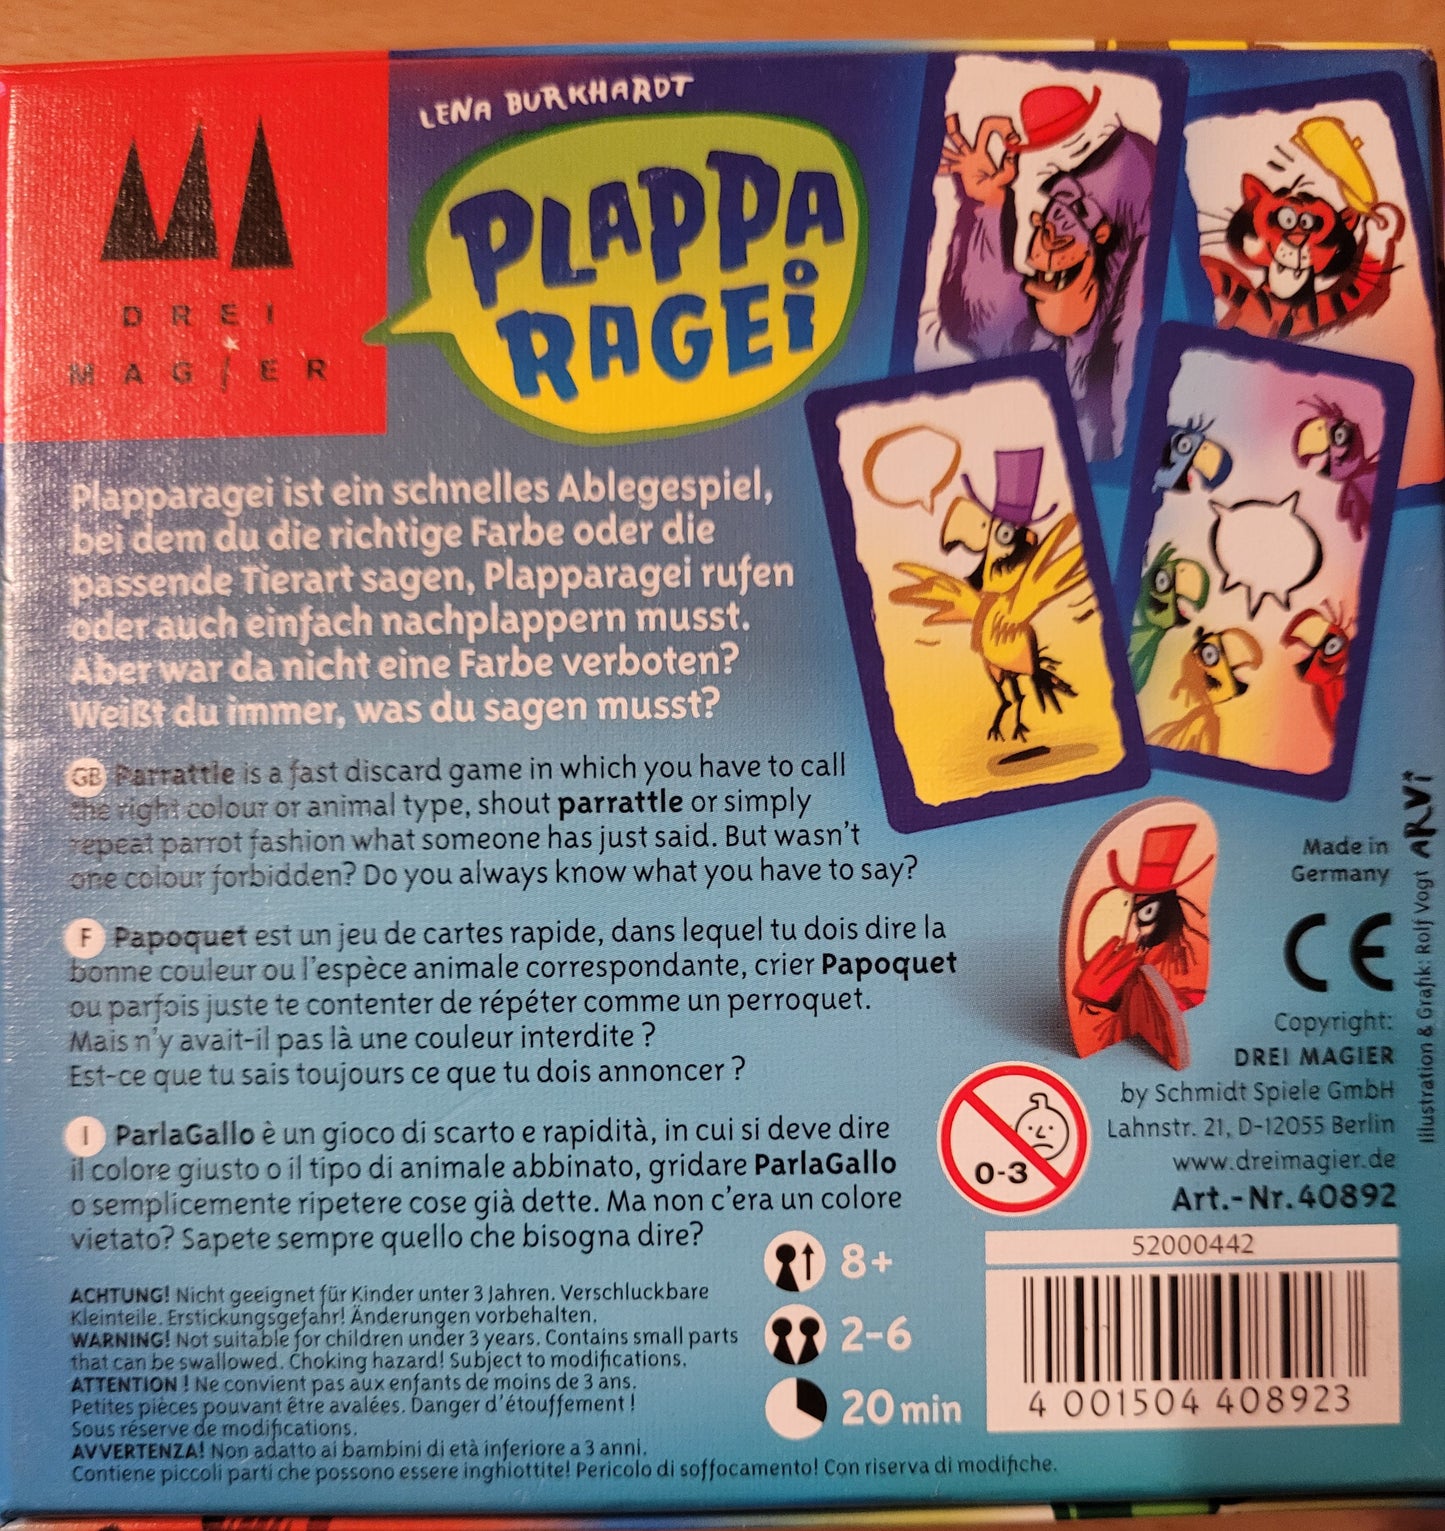 DREI
MAGIER
LENA BURKHARDT
PLAPPA
RAGEi
Plapparagei ist ein schnelles Ablegespiel,
bei dem du die richtige Farbe oder die
passende Tierart sagen, Plapparagei rufen
oder auch einfach nachplappern musst.
Aber war da nicht eine Farbe verboten?
Weißt du immer, was du sagen musst?
GB Parrattle is a fast discard game in which you have to call
the right colour or animal type, shout parrattle or simply
repeat parrot fashion what someone has just said. But wasn't
one colour forbidden? Do you always know what you have to say?
F Papoquet est un jeu de cartes rapide, dans lequel tu dois dire la
bonne couleur ou l'espèce animale correspondante, crier Papoquet
ou parfois juste te contenter de répéter comme un perroquet.
Mais n'y avait-il pas là une couleur interdite ?
Est-ce que tu sais toujours ce que tu dois annoncer ?
I ParlaGallo è un gioco di scarto e rapidità, in cui si deve dire
il colore giusto o il tipo di animale abbinato, gridare ParlaGallo
o semplicemente ripetere cose già dette. Ma non c'era un colore
vietato? Sapete sempre quello che bisogna dire?
ACHTUNG! Nicht geeignet für Kinder unter 3 Jahren. Verschluckbare
Kleinteile. Erstickungsgefahr! Änderungen vorbehalten.
WARNING! Not suitable for children under 3 years. Contains small parts
that can be swallowed. Choking hazard! Subject to modifications.
ATTENTION ! Ne convient pas aux enfants de moins de 3 ans.
Petites pièces pouvant être avalées. Danger d'étouffement !
Sous réserve de modifications.
AVVERTENZA! Non adatto ai bambini di età inferiore a 3 anni.
Contiene piccoli parti che possono essere inghiottite! Pericolo di soffocamento! Con riserva di modifiche.
8+
2-6
20 min
0-3
Made in
Germany
CE
Copyright:
DREI MAGIER
by Schmidt Spiele GmbH
Lahnstr. 21, D-12055 Berlin
www.dreimagier.de
Art.-Nr. 40892
52000442
4 001504 408923
Illustration & Grafik: Rolf Vogt ARVi